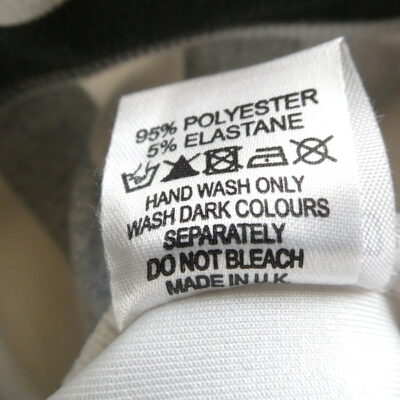 95% POLYESTER
5% ELASTANE
HAND WASH ONLY
WASH DARK COLOURS
SEPARATELY
DO NOT BLEACH
MADE IN U.K.